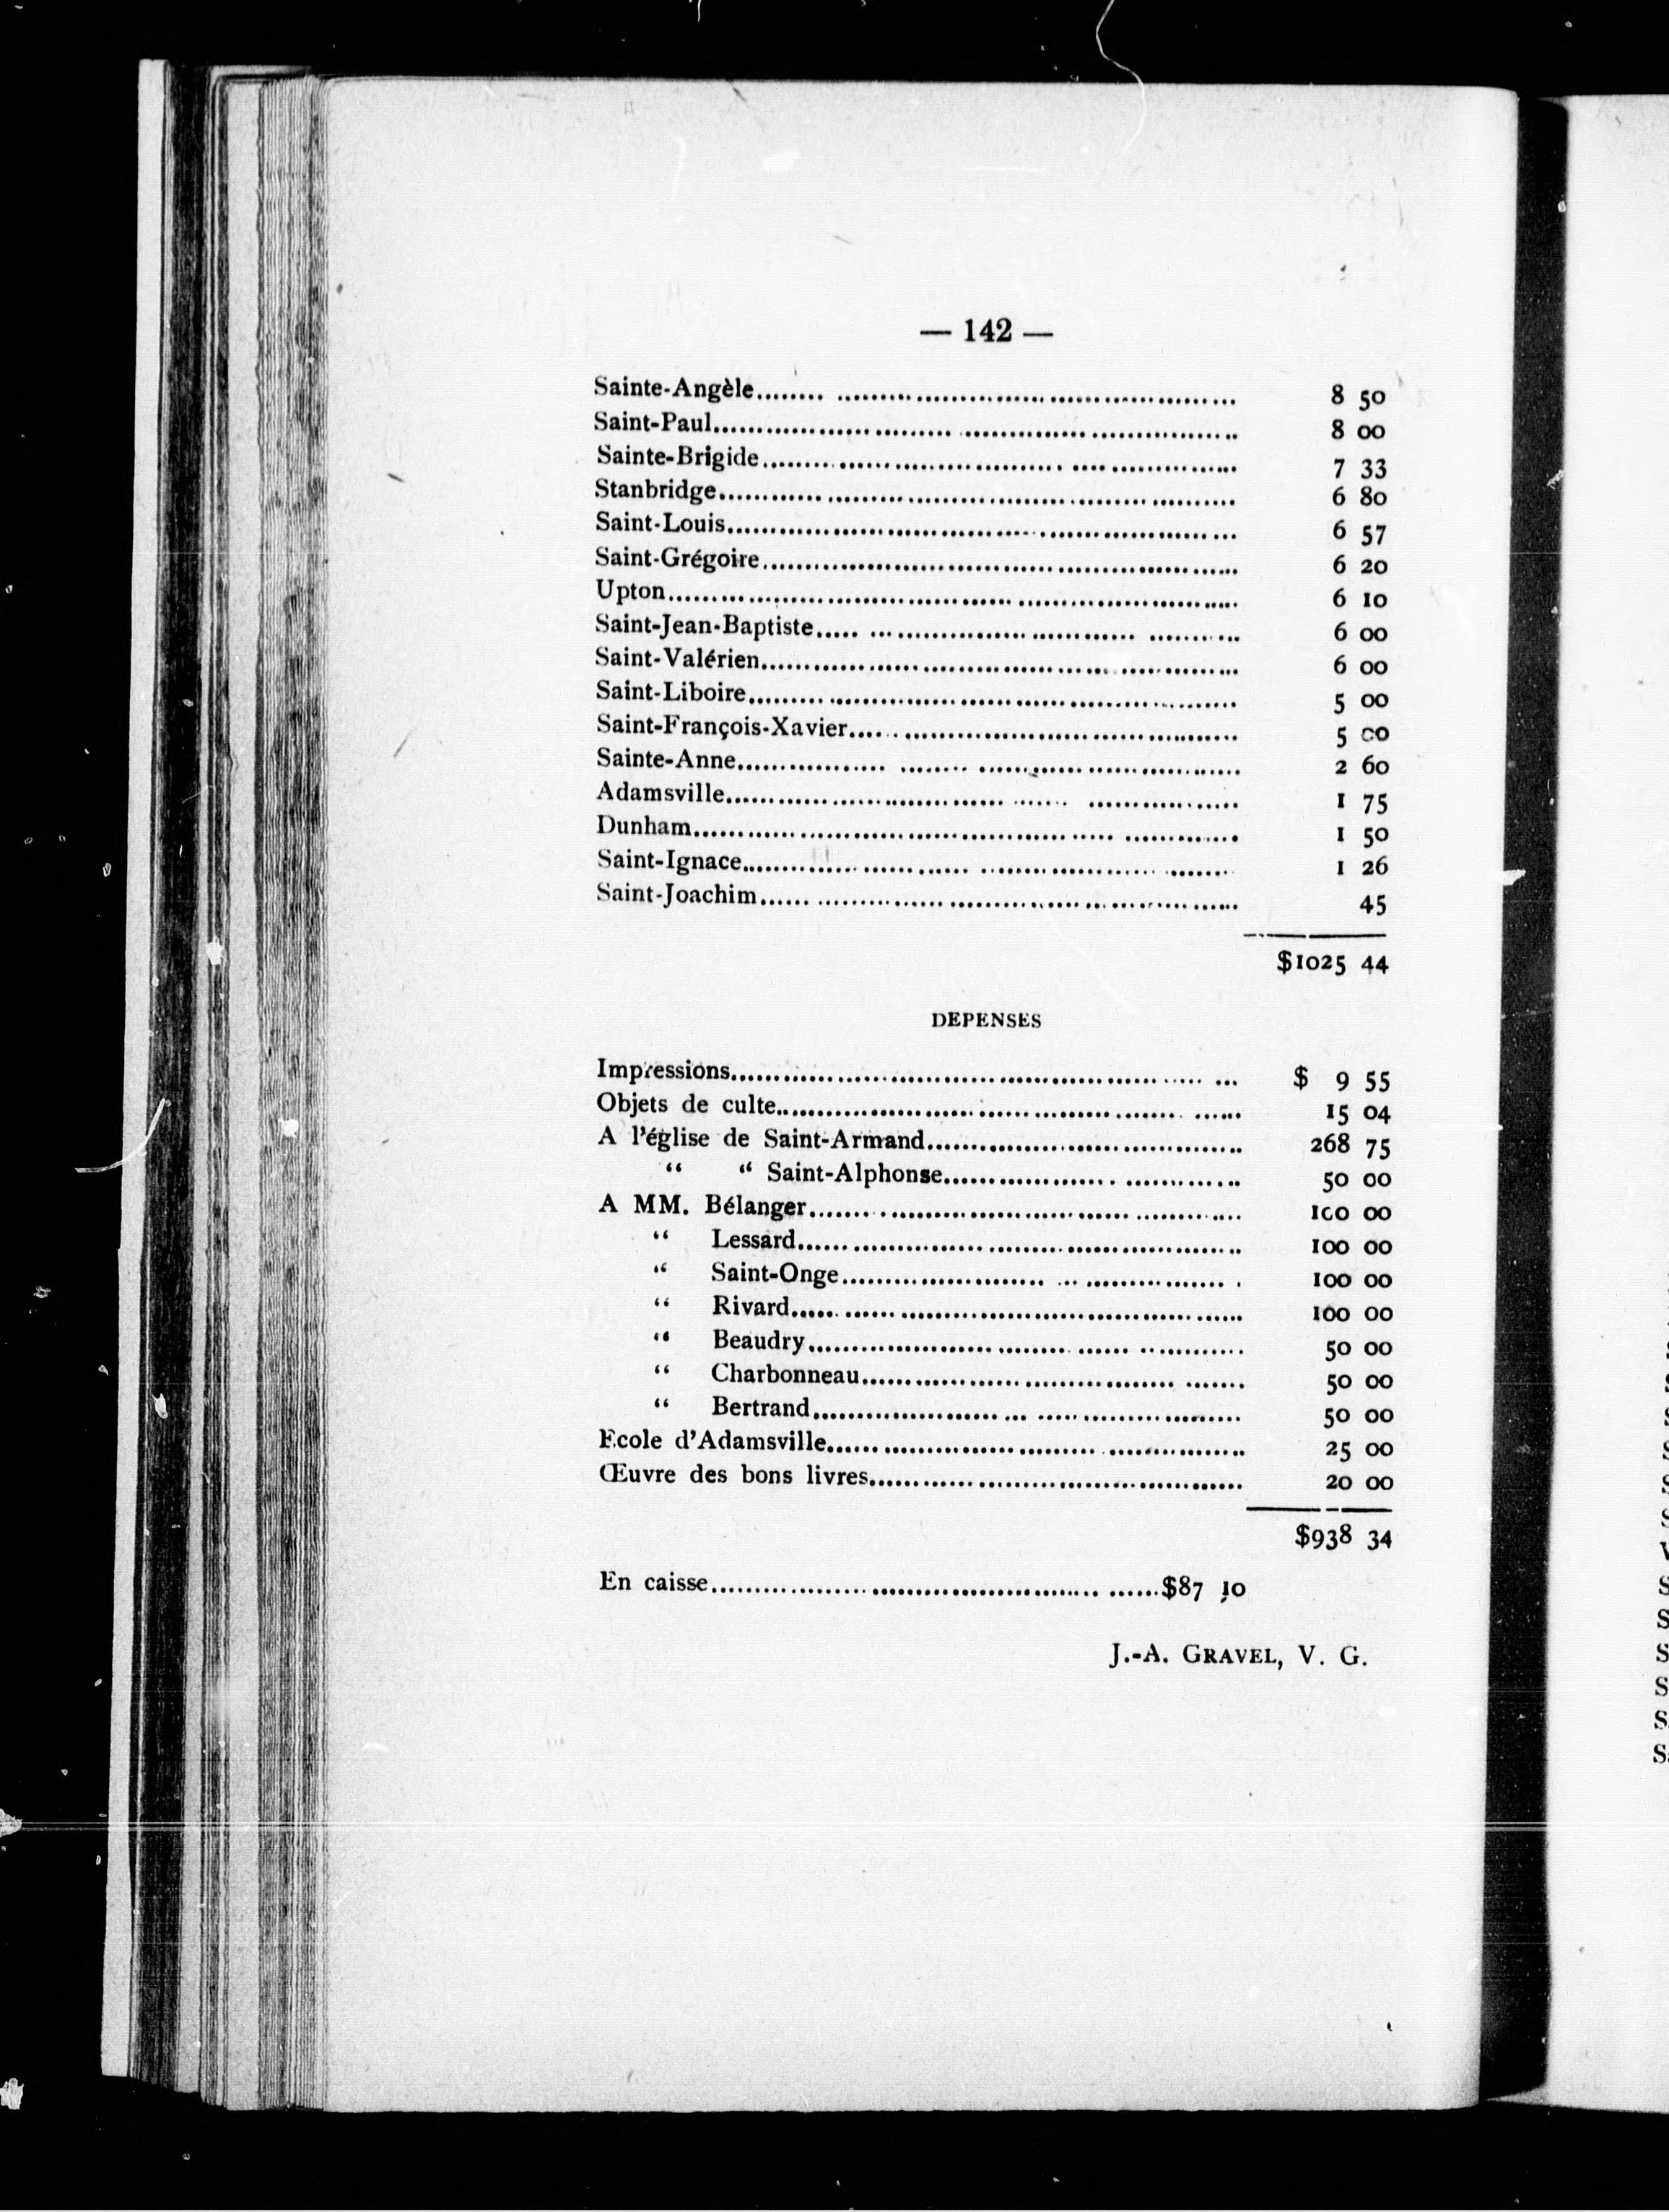 — 142 —
Sainte-Angèle........ ............................................. 8 50
Saint-Paul............................................................ 8 00
Sainte-Brigide........................................................ 7 33
Stanbridge............................................................ 6 80
Saint-Louis........................................................... 6 57
Saint-Grégoire........................................................ 6 20
Upton................................................................. 6 10
Saint-Jean-Baptiste..... ............................................. 6 00
Saint-Valérien........................................................ 6 00
Saint-Liboire......................................................... 5 00
Saint-François-Xavier................................................. 5 00
Sainte-Anne................. ........ ................................ 2 60
Adamsville............................................................ 1 75
Dunham................................................................ 1 50
Saint-Ignace.......................................................... 1 26
Saint-Joachim...... .................................................. 45
$1025 44
DEPENSES
Impressions........................................................... $ 9 55
Objets de culte....................................................... 15 04
A l'église de Saint-Armand............................................ 268 75
“ “ Saint-Alphonse.................... ............. 50 00
A MM. Bélanger........................................................ 100 00
“ Lessard......................................................... 100 00
“ Saint-Onge...................................................... 100 00
“ Rivard...... ................................................... 100 00
“ Beaudry......................................................... 50 00
“ Charbonneau..................................................... 50 00
“ Bertrand........................................................ 50 00
Ecole d'Adamsville.................................................... 25 00
Œuvre des bons livres................................................. 20 00
$938 34
En caisse.................................................$87 10
J.-A. GRAVEL, V. G.